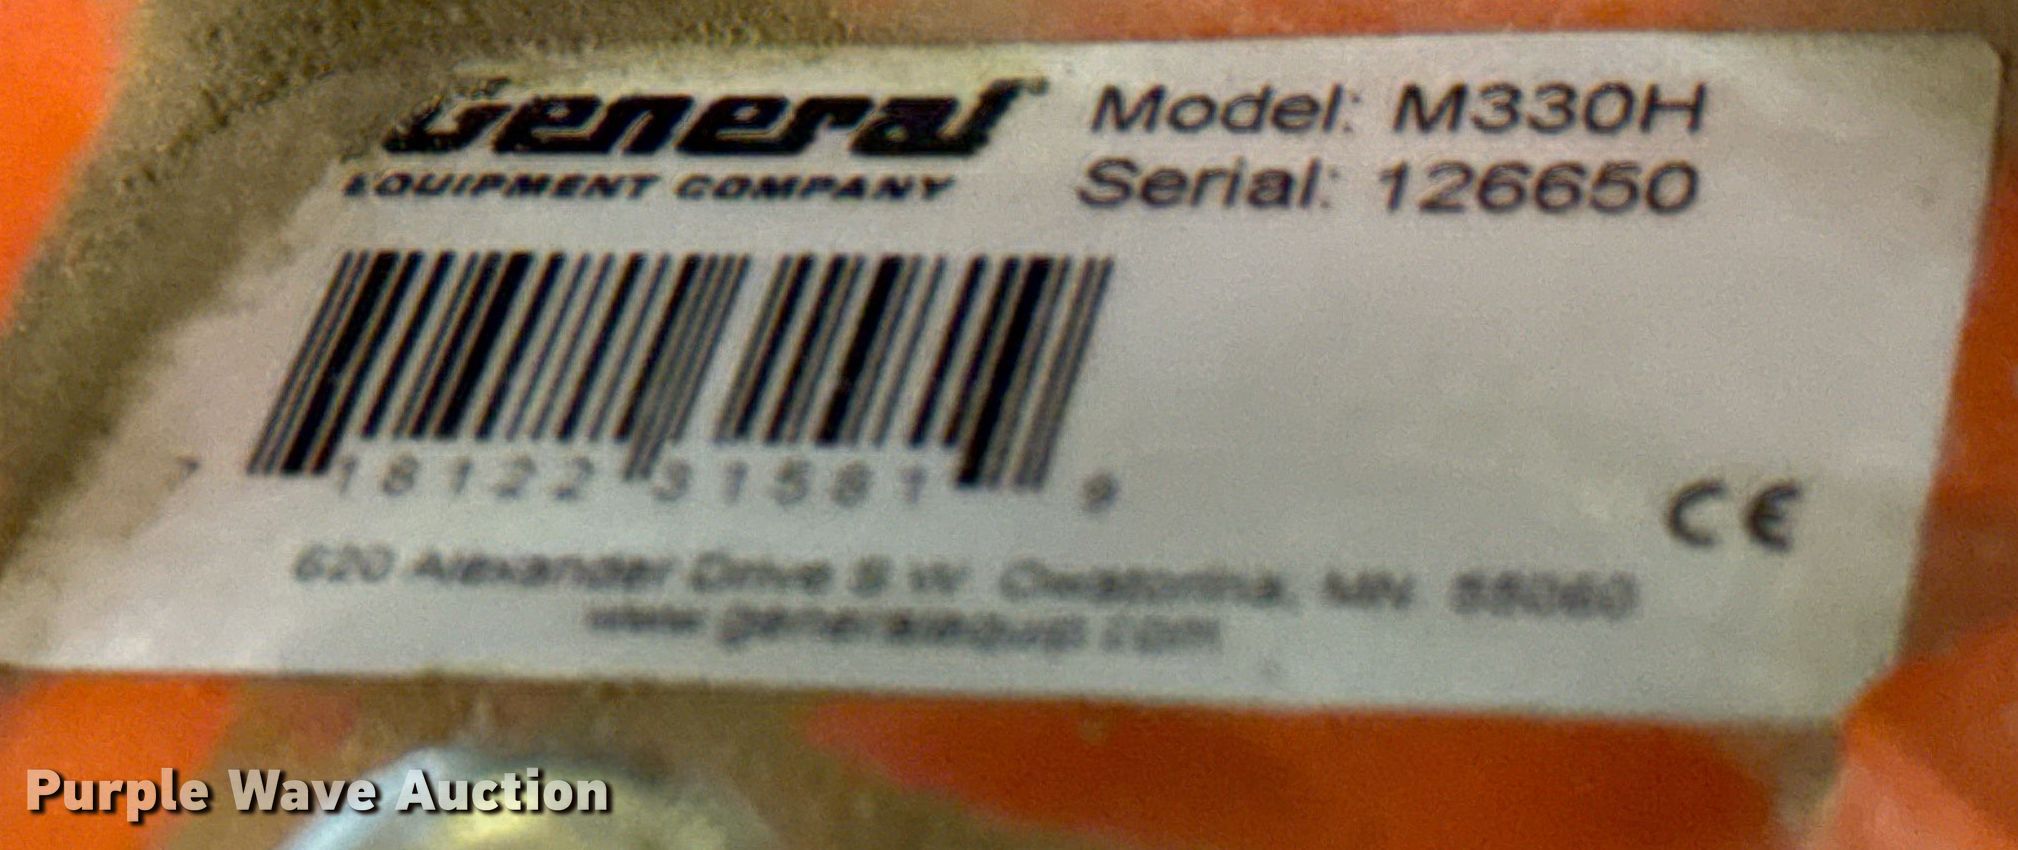 General
EQUIPMENT COMPANY
Model: M330H
Serial: 126650
7 18122 31581 9
CE
620 Alexander Drive S.W. Owatonna, MN 55060
www.generalequip.com
Purple Wave Auction